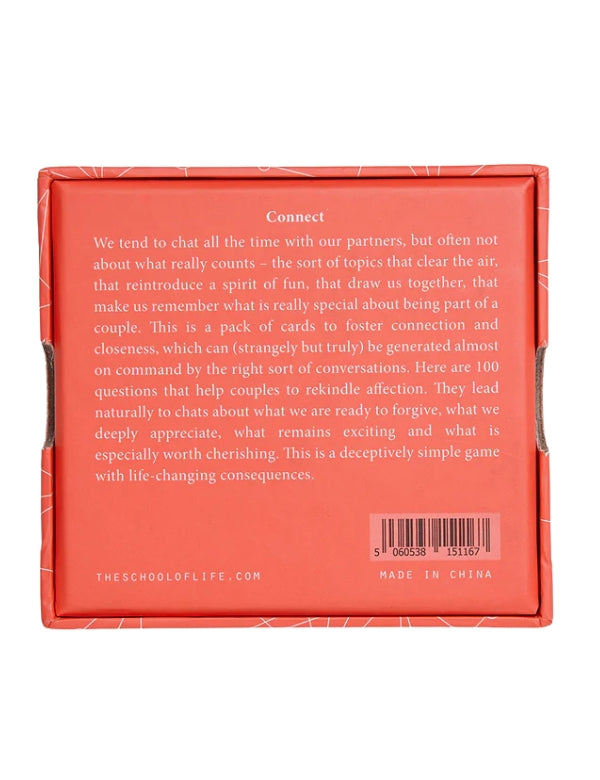 Connect
We tend to chat all the time with our partners, but often not
about what really counts – the sort of topics that clear the air,
that reintroduce a spirit of fun, that draw us together, that
make us remember what is really special about being part of a
couple. This is a pack of cards to foster connection and
closeness, which can (strangely but truly) be generated almost
on command by the right sort of conversations. Here are 100
questions that help couples to rekindle affection. They lead
naturally to chats about what we are ready to forgive, what we
deeply appreciate, what remains exciting and what is
especially worth cherishing. This is a deceptively simple game
with life-changing consequences.
5 060538 151167
THESCHOOLOFLIFE.COM
MADE IN CHINA